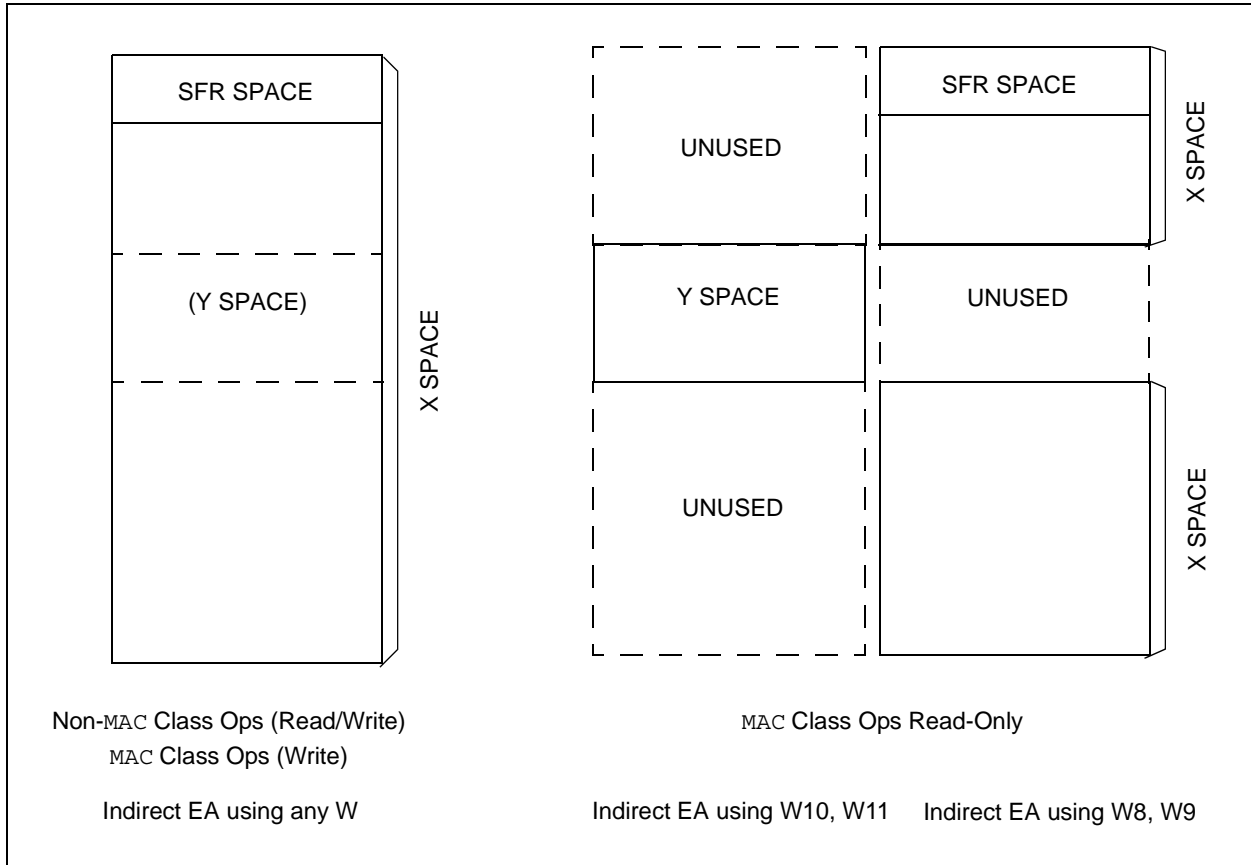 SFR SPACE
(Y SPACE)
X SPACE
Non-MAC Class Ops (Read/Write)
MAC Class Ops (Write)
Indirect EA using any W
UNUSED
Y SPACE
UNUSED
SFR SPACE
X SPACE
UNUSED
X SPACE
MAC Class Ops Read-Only
Indirect EA using W10, W11
Indirect EA using W8, W9